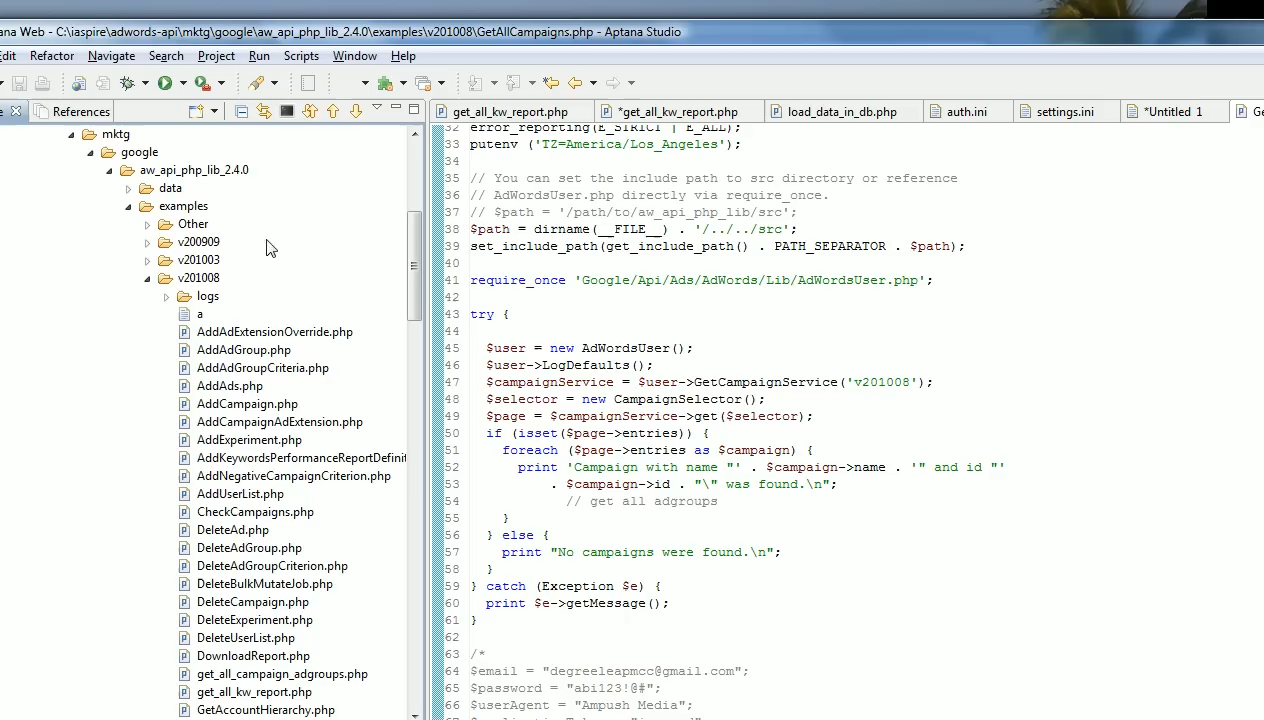 ana Web - C:\iaspire\adwords-api\mktg\google\aw_api_php_lib_2.4.0\examples\v201008\GetAllCampaigns.php - Aptana Studio
Edit Refactor Navigate Search Project Run Scripts Window Help
e References
get_all_kw_report.php *get_all_kw_report.php load_data_in_db.php auth.ini settings.ini *Untitled 1 Ge
mktg
google
aw_api_php_lib_2.4.0
data
examples
Other
v200909
v201003
v201008
logs
a
AddAdExtensionOverride.php
AddAdGroup.php
AddAdGroupCriteria.php
AddAds.php
AddCampaign.php
AddCampaignAdExtension.php
AddExperiment.php
AddKeywordsPerformanceReportDefinit
AddNegativeCampaignCriterion.php
AddUserList.php
CheckCampaigns.php
DeleteAd.php
DeleteAdGroup.php
DeleteAdGroupCriterion.php
DeleteBulkMutateJob.php
DeleteCampaign.php
DeleteExperiment.php
DeleteUserList.php
DownloadReport.php
get_all_campaign_adgroups.php
get_all_kw_report.php
GetAccountHierarchy.php
32 error_reporting(E_STRICT | E_ALL);
33 putenv ('TZ=America/Los_Angeles');
34
35 // You can set the include path to src directory or reference
36 // AdWordsUser.php directly via require_once.
37 // $path = '/path/to/aw_api_php_lib/src';
38 $path = dirname(__FILE__) . '/../../src';
39 set_include_path(get_include_path() . PATH_SEPARATOR . $path);
40
41 require_once 'Google/Api/Ads/AdWords/Lib/AdWordsUser.php';
42
43 try {
44
45 $user = new AdWordsUser();
46 $user->LogDefaults();
47 $campaignService = $user->GetCampaignService('v201008');
48 $selector = new CampaignSelector();
49 $page = $campaignService->get($selector);
50 if (isset($page->entries)) {
51 foreach ($page->entries as $campaign) {
52 print 'Campaign with name "' . $campaign->name . '" and id "'
53 . $campaign->id . "\" was found.\n";
54 // get all adgroups
55 }
56 } else {
57 print "No campaigns were found.\n";
58 }
59 } catch (Exception $e) {
60 print $e->getMessage();
61 }
62
63 /*
64 $email = "degreeleapmcc@gmail.com";
65 $password = "abi123!@#";
66 $userAgent = "Ampush Media";